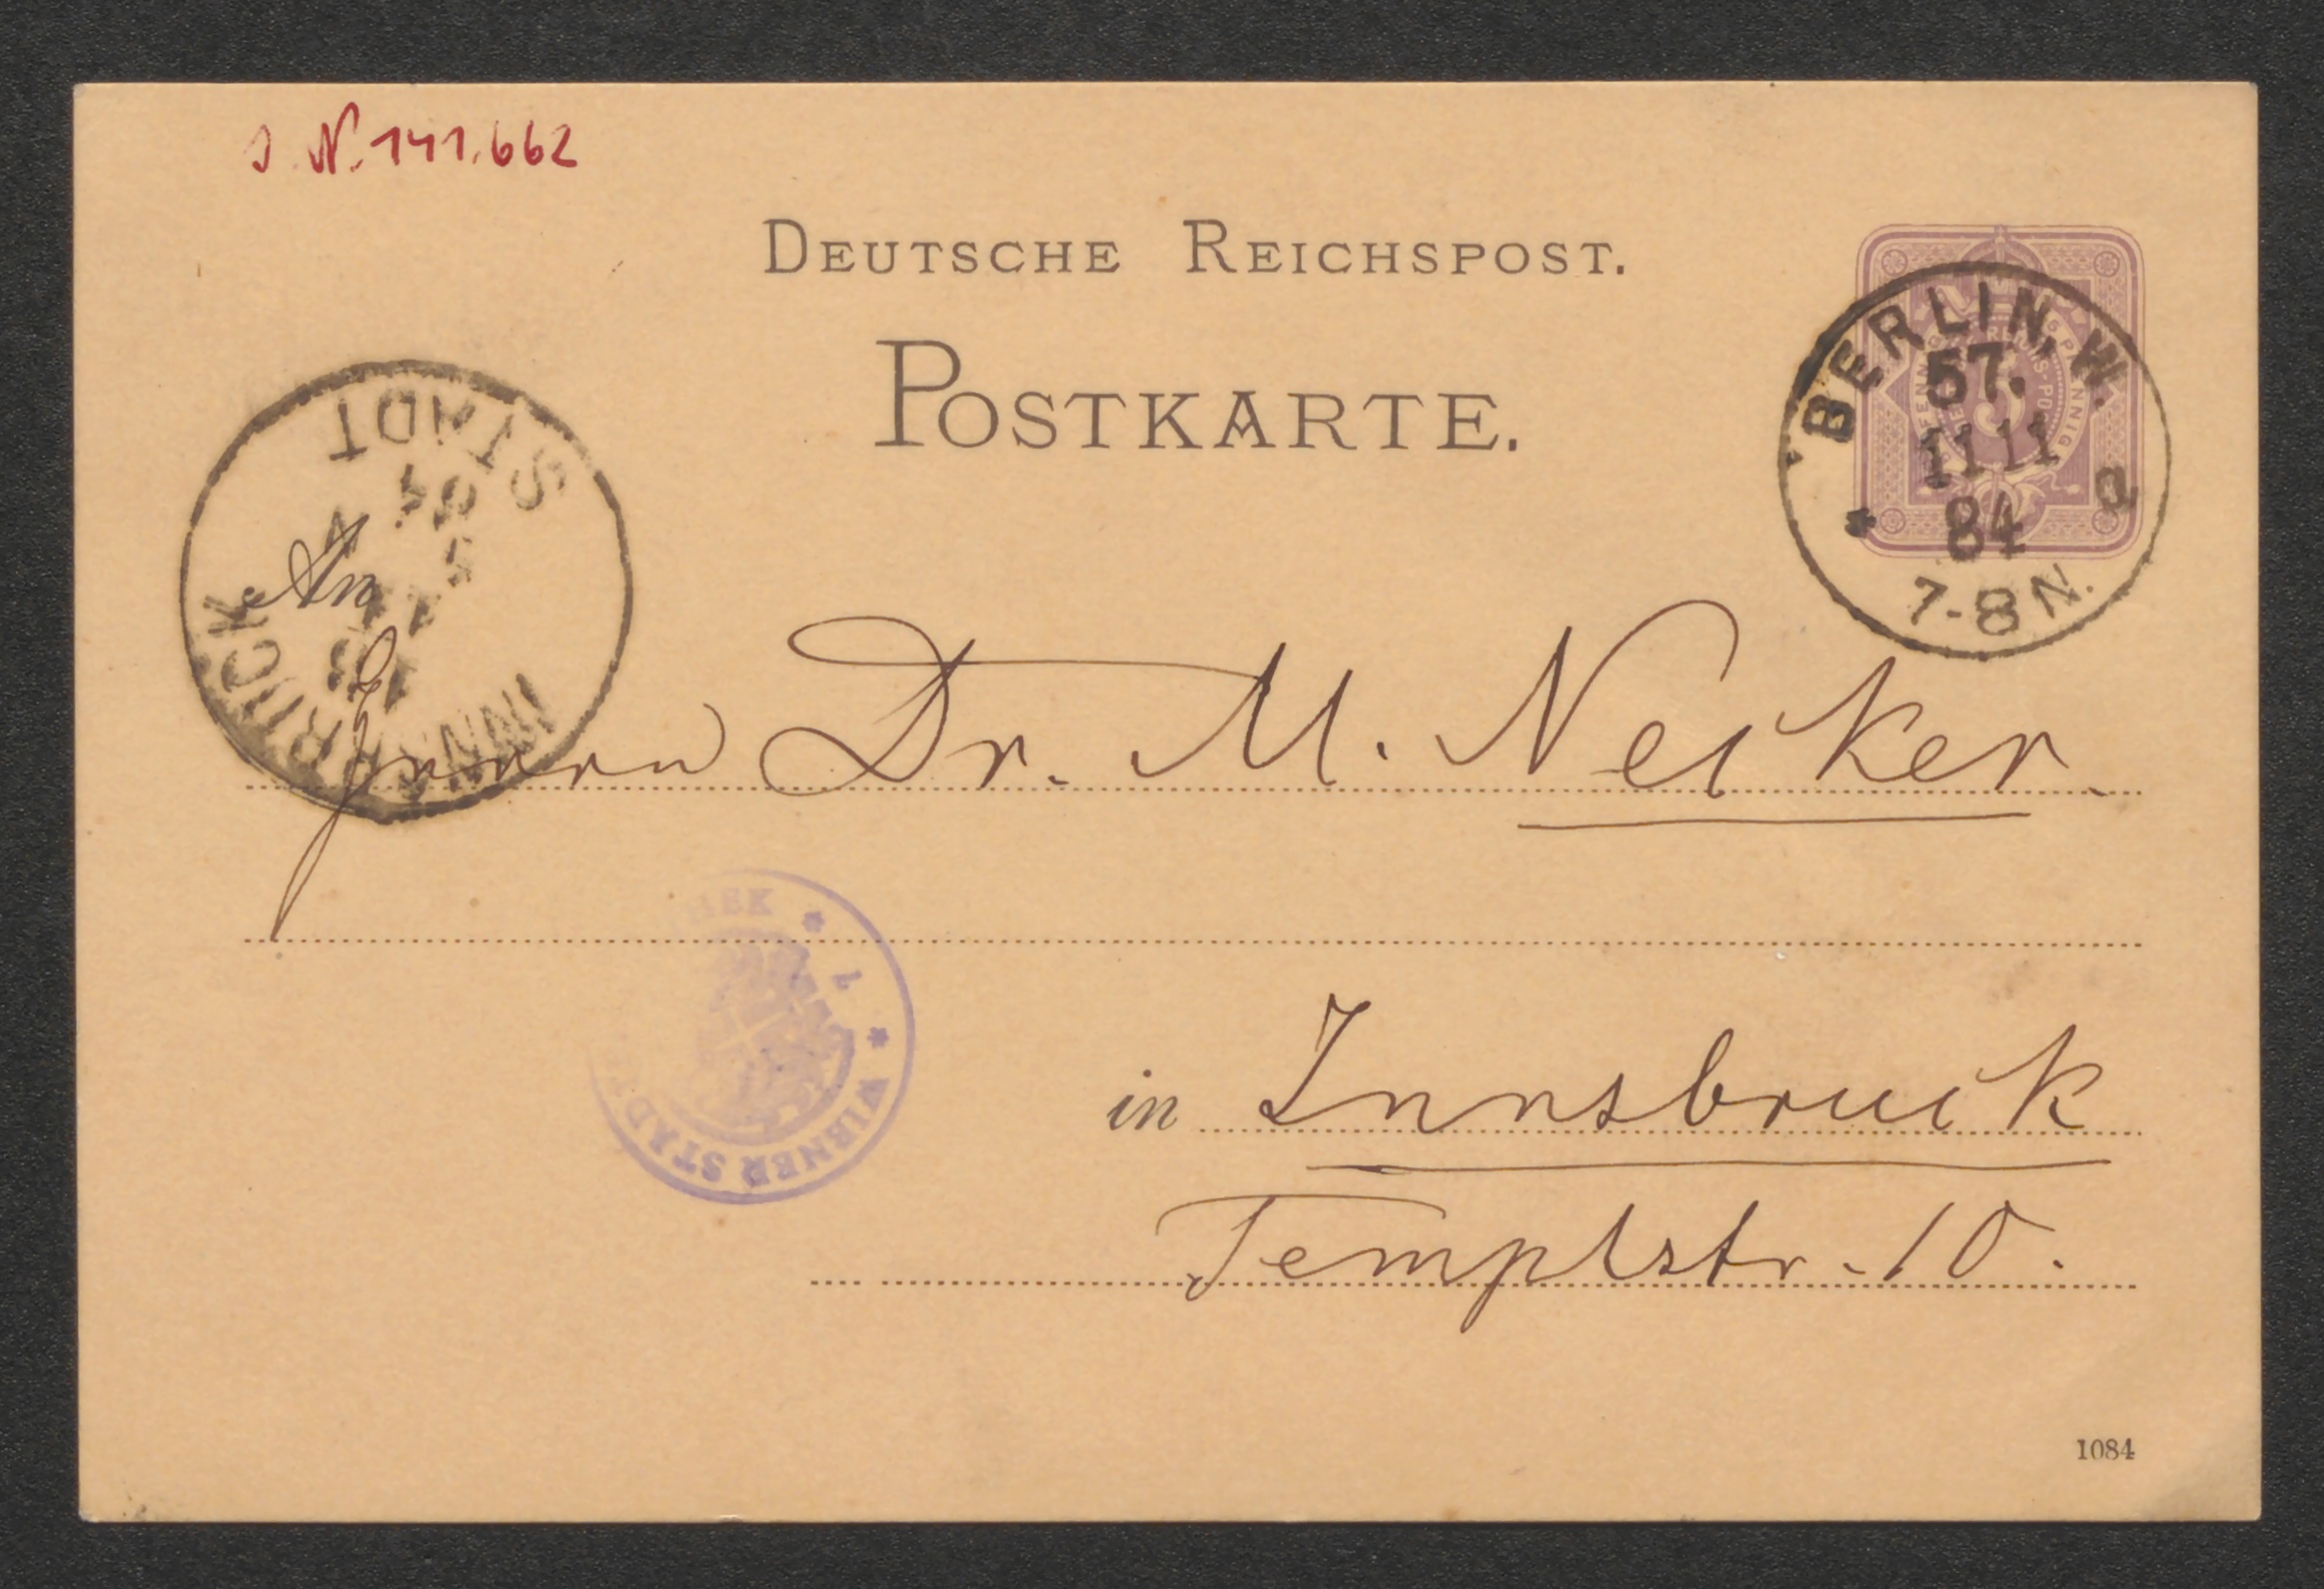 J. N. 141.662
DEUTSCHE REICHSPOST.
POSTKARTE.
BERLIN, W.
57.
11 11
84
* a
7-8 N.
STADT
84
An
Herrn Dr. M. Necker.
WIENER STADT
in Innsbruck
Templstr. 10.
1084